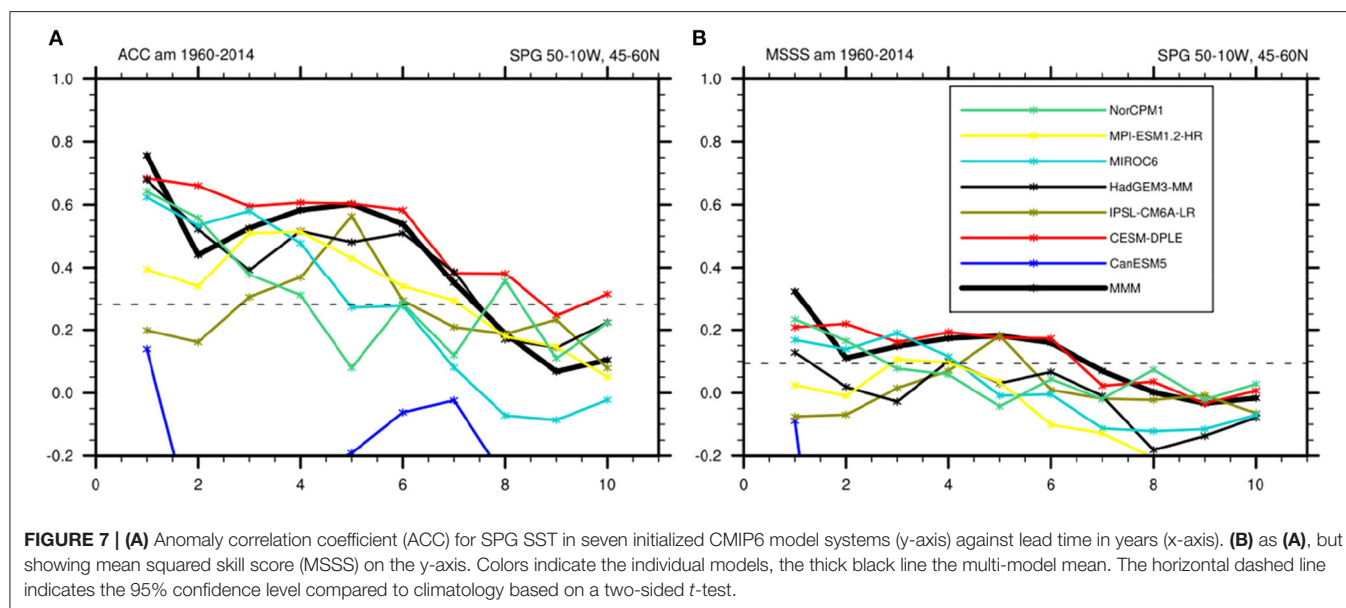 A
ACC am 1960-2014 SPG 50-10W, 45-60N
1.0
0.8
0.6
0.4
0.2
0.0
-0.2
0 2 4 6 8 10
B
MSSS am 1960-2014 SPG 50-10W, 45-60N
1.0
0.8
0.6
0.4
0.2
0.0
-0.2
0 2 4 6 8 10
NorCPM1
MPI-ESM1.2-HR
MIROC6
HadGEM3-MM
IPSL-CM6A-LR
CESM-DPLE
CanESM5
MMM
FIGURE 7 | (A) Anomaly correlation coefficient (ACC) for SPG SST in seven initialized CMIP6 model systems (y-axis) against lead time in years (x-axis). (B) as (A), but
showing mean squared skill score (MSSS) on the y-axis. Colors indicate the individual models, the thick black line the multi-model mean. The horizontal dashed line
indicates the 95% confidence level compared to climatology based on a two-sided t-test.